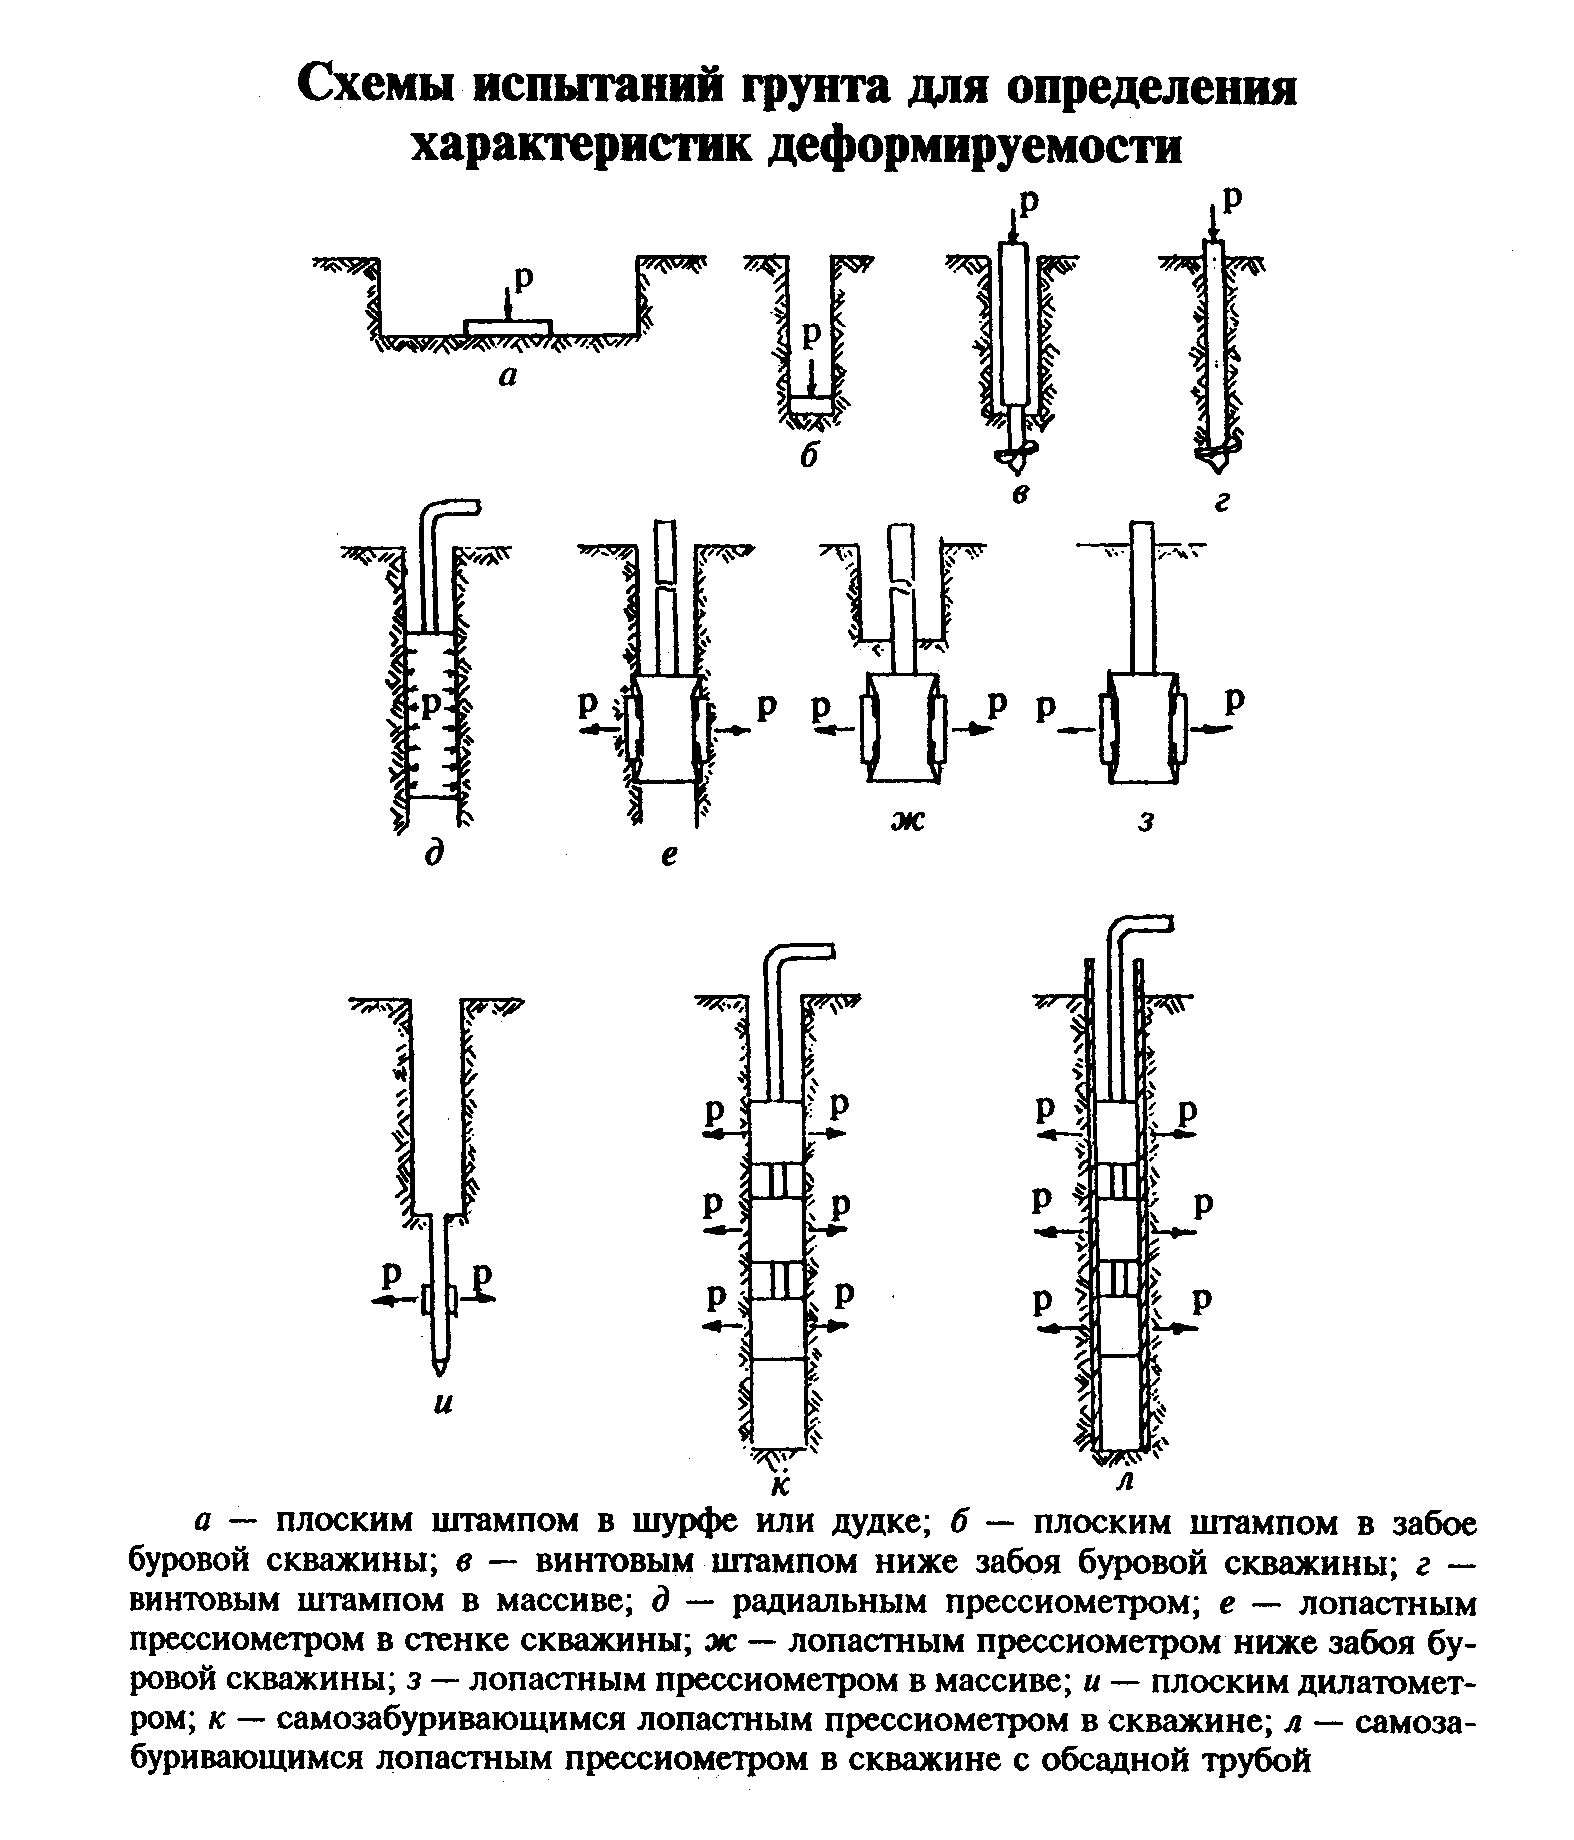 Схемы испытаний грунта для определения
характеристик деформируемости
p
p
p
p
а
б
в
г
p
p
p
p
p
p
p
д
е
ж
з
p
p
p
p
p
p
p
p
p
p
p
p
p
p
и
к
л
а — плоским штампом в шурфе или дудке; б — плоским штампом в забое
буровой скважины; в — винтовым штампом ниже забоя буровой скважины; г —
винтовым штампом в массиве; д — радиальным прессиометром; е — лопастным
прессиометром в стенке скважины; ж — лопастным прессиометром ниже забоя бу-
ровой скважины; з — лопастным прессиометром в массиве; и — плоским дилатомет-
ром; к — самозабуривающимся лопастным прессиометром в скважине; л — самоза-
буривающимся лопастным прессиометром в скважине с обсадной трубой